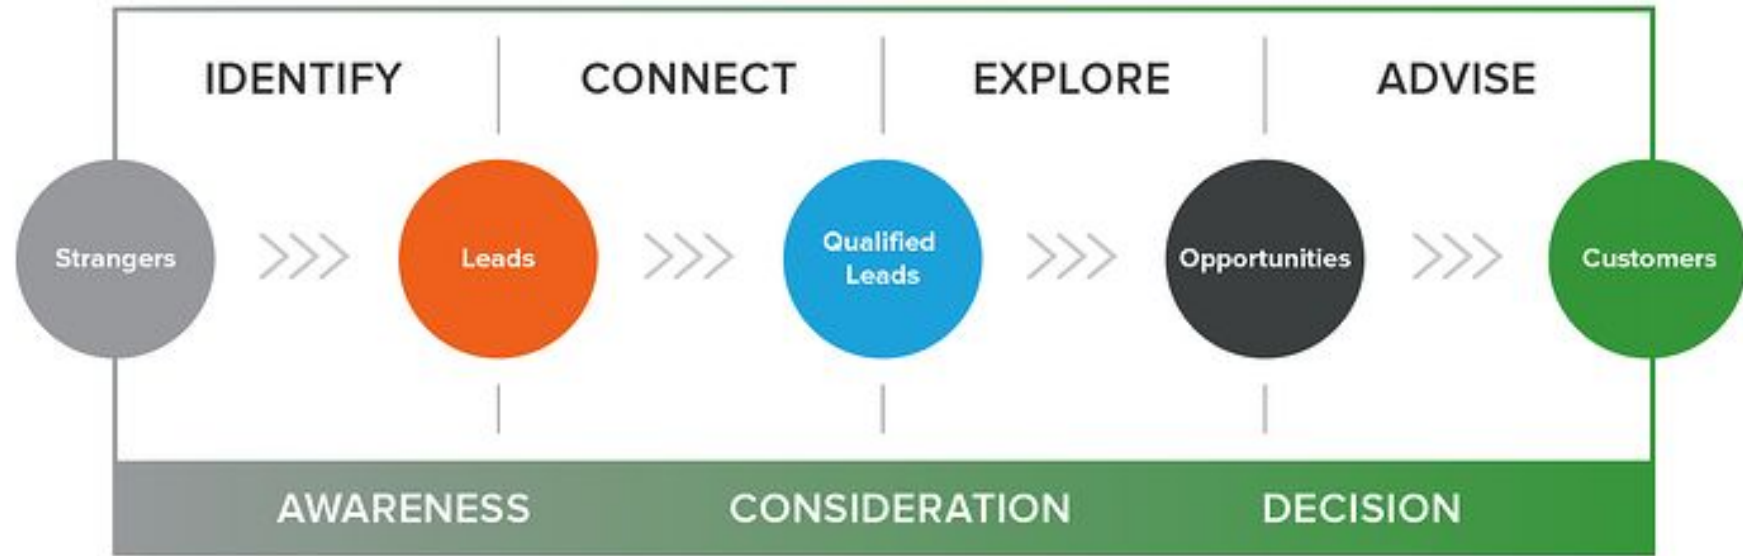 IDENTIFY
CONNECT
EXPLORE
ADVISE
Strangers
Leads
Qualified
Leads
Opportunities
Customers
AWARENESS
CONSIDERATION
DECISION